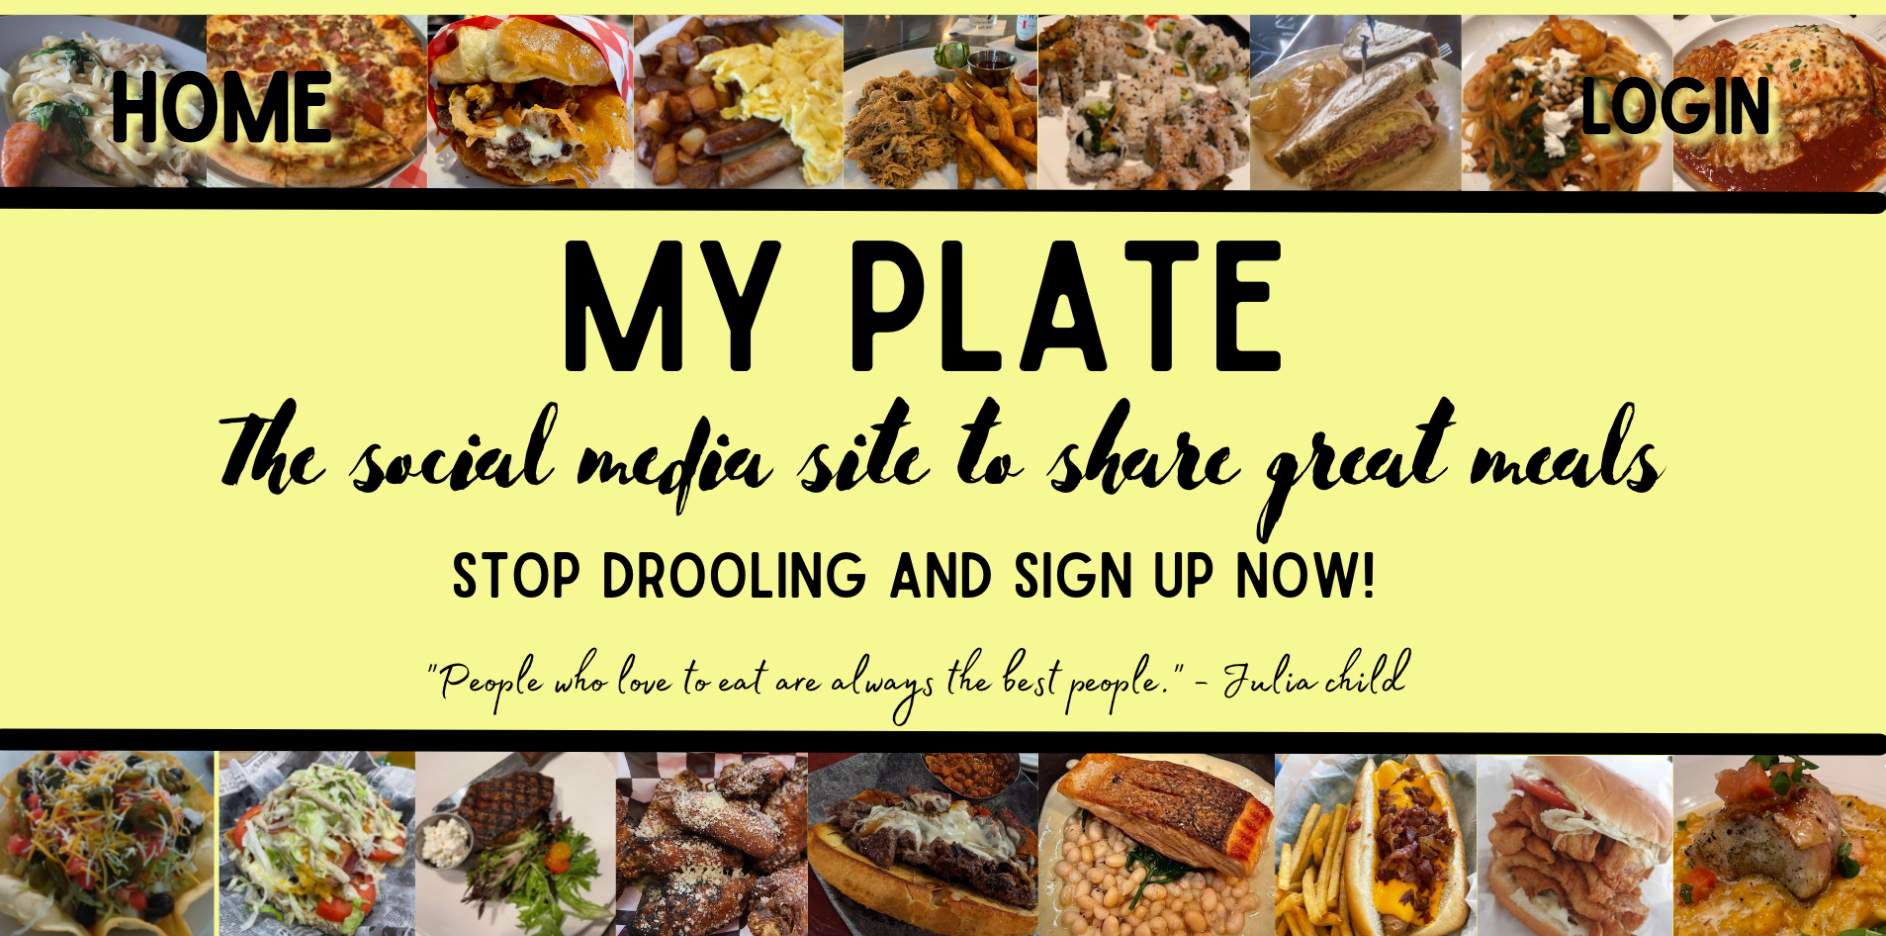 HOME
LOGIN
MY PLATE
The social media site to share great meals
STOP DROOLING AND SIGN UP NOW!
"People who love to eat are always the best people." - Julia child